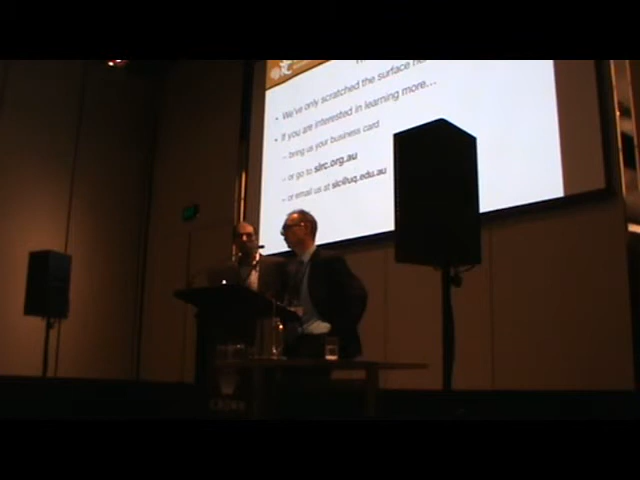 • We've only scratched the surface
• If you are interested in learning more...
– bring us your business card
– or go to slrc.org.au
– or email us at slc@uq.edu.au